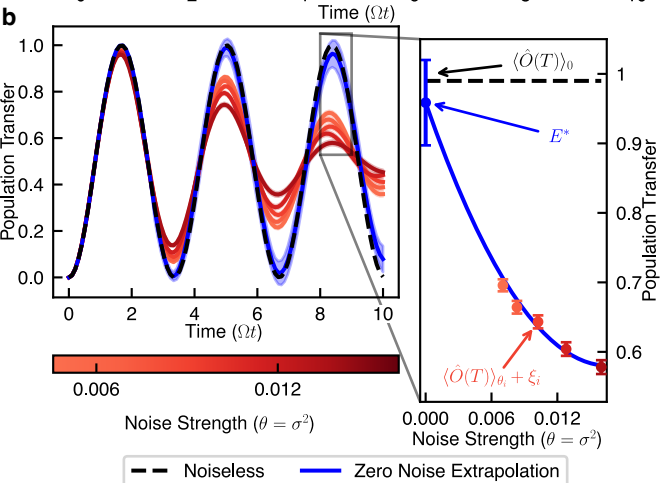 Time (Ωt)
b
1.0
0.8
0.6
0.4
0.2
0.0
Population Transfer
0 2 4 6 8 10
Time (Ωt)
0.006 0.012
Noise Strength (θ = σ²)
⟨Ô(T)⟩₀
E*
⟨Ô(T)⟩θᵢ + ξᵢ
1
0.9
0.8
0.7
0.6
Population Transfer
0.000 0.006 0.012
Noise Strength (θ = σ²)
Noiseless Zero Noise Extrapolation